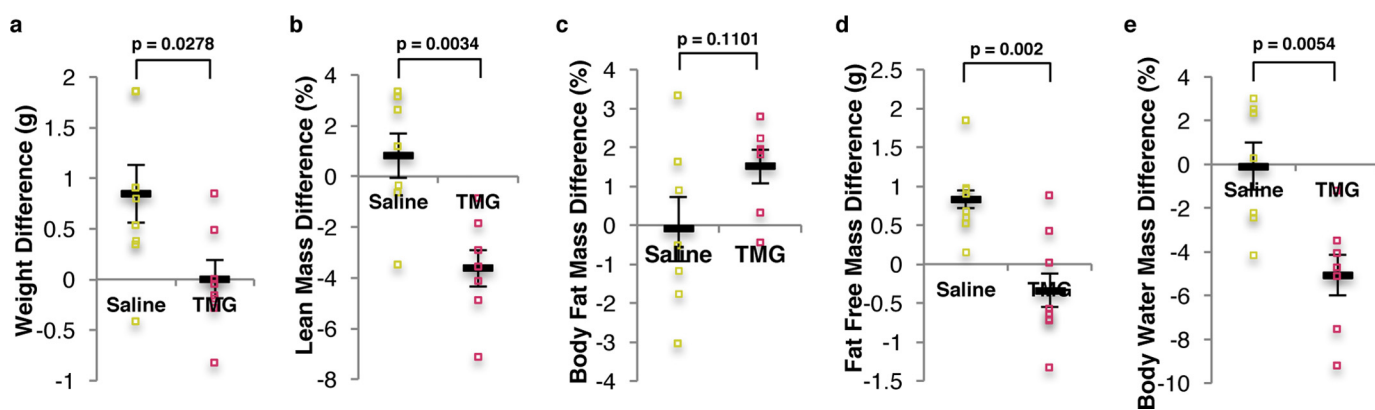 a
p = 0.0278
Weight Difference (g)
2
1.5
1
0.5
0
-0.5
-1
Saline
TMG
b
p = 0.0034
Lean Mass Difference (%)
4
2
0
-2
-4
-6
-8
Saline
TMG
c
p = 0.1101
Body Fat Mass Difference (%)
4
3
2
1
0
-1
-2
-3
-4
Saline
TMG
d
p = 0.002
Fat Free Mass Difference (g)
2.5
2
1.5
1
0.5
0
-0.5
-1
-1.5
Saline
TMG
e
p = 0.0054
Body Water Mass Difference (%)
4
2
0
-2
-4
-6
-8
-10
Saline
TMG